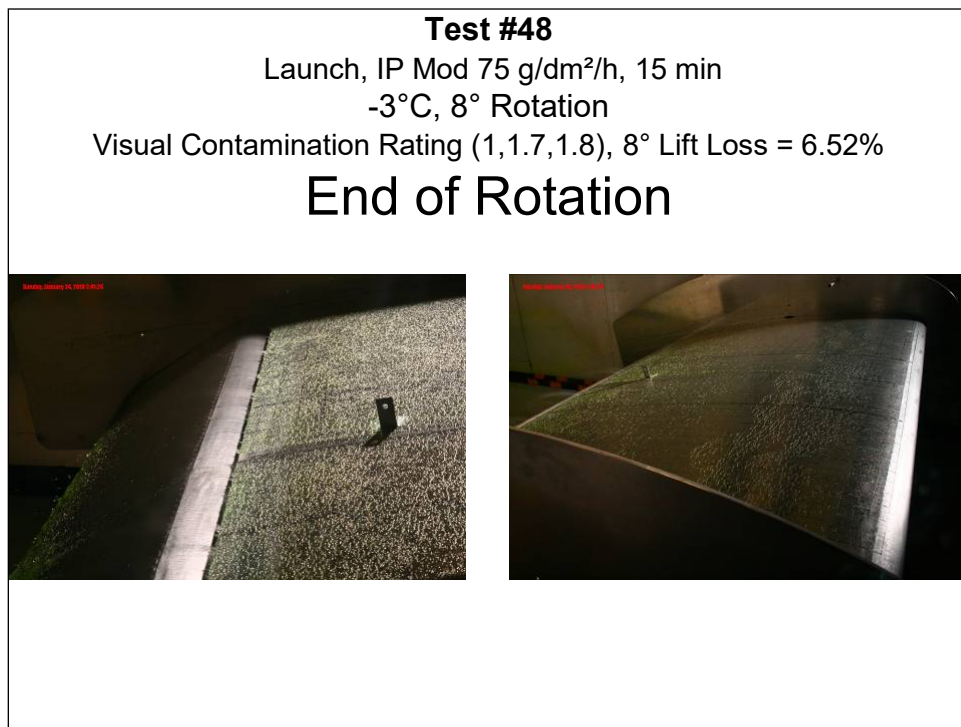 Test #48
Launch, IP Mod 75 g/dm²/h, 15 min
-3°C, 8° Rotation
Visual Contamination Rating (1,1.7,1.8), 8° Lift Loss = 6.52%
End of Rotation